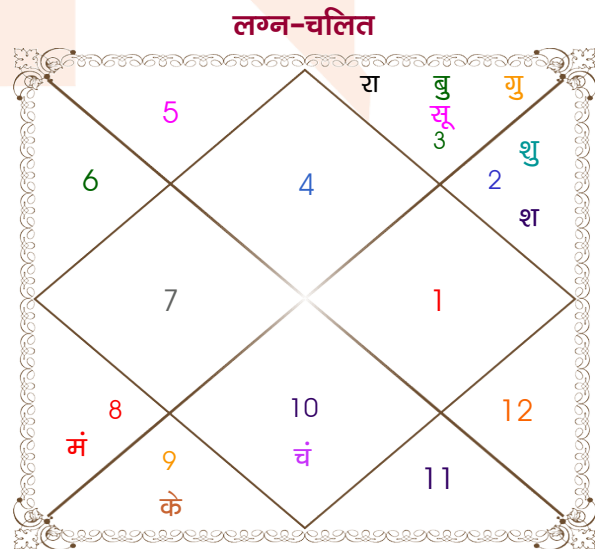 लग्न-चलित
रा बु गु
सू
5 3
शु
6 4 2
श
7 1
8 10 12
मं 9 चं 11
के